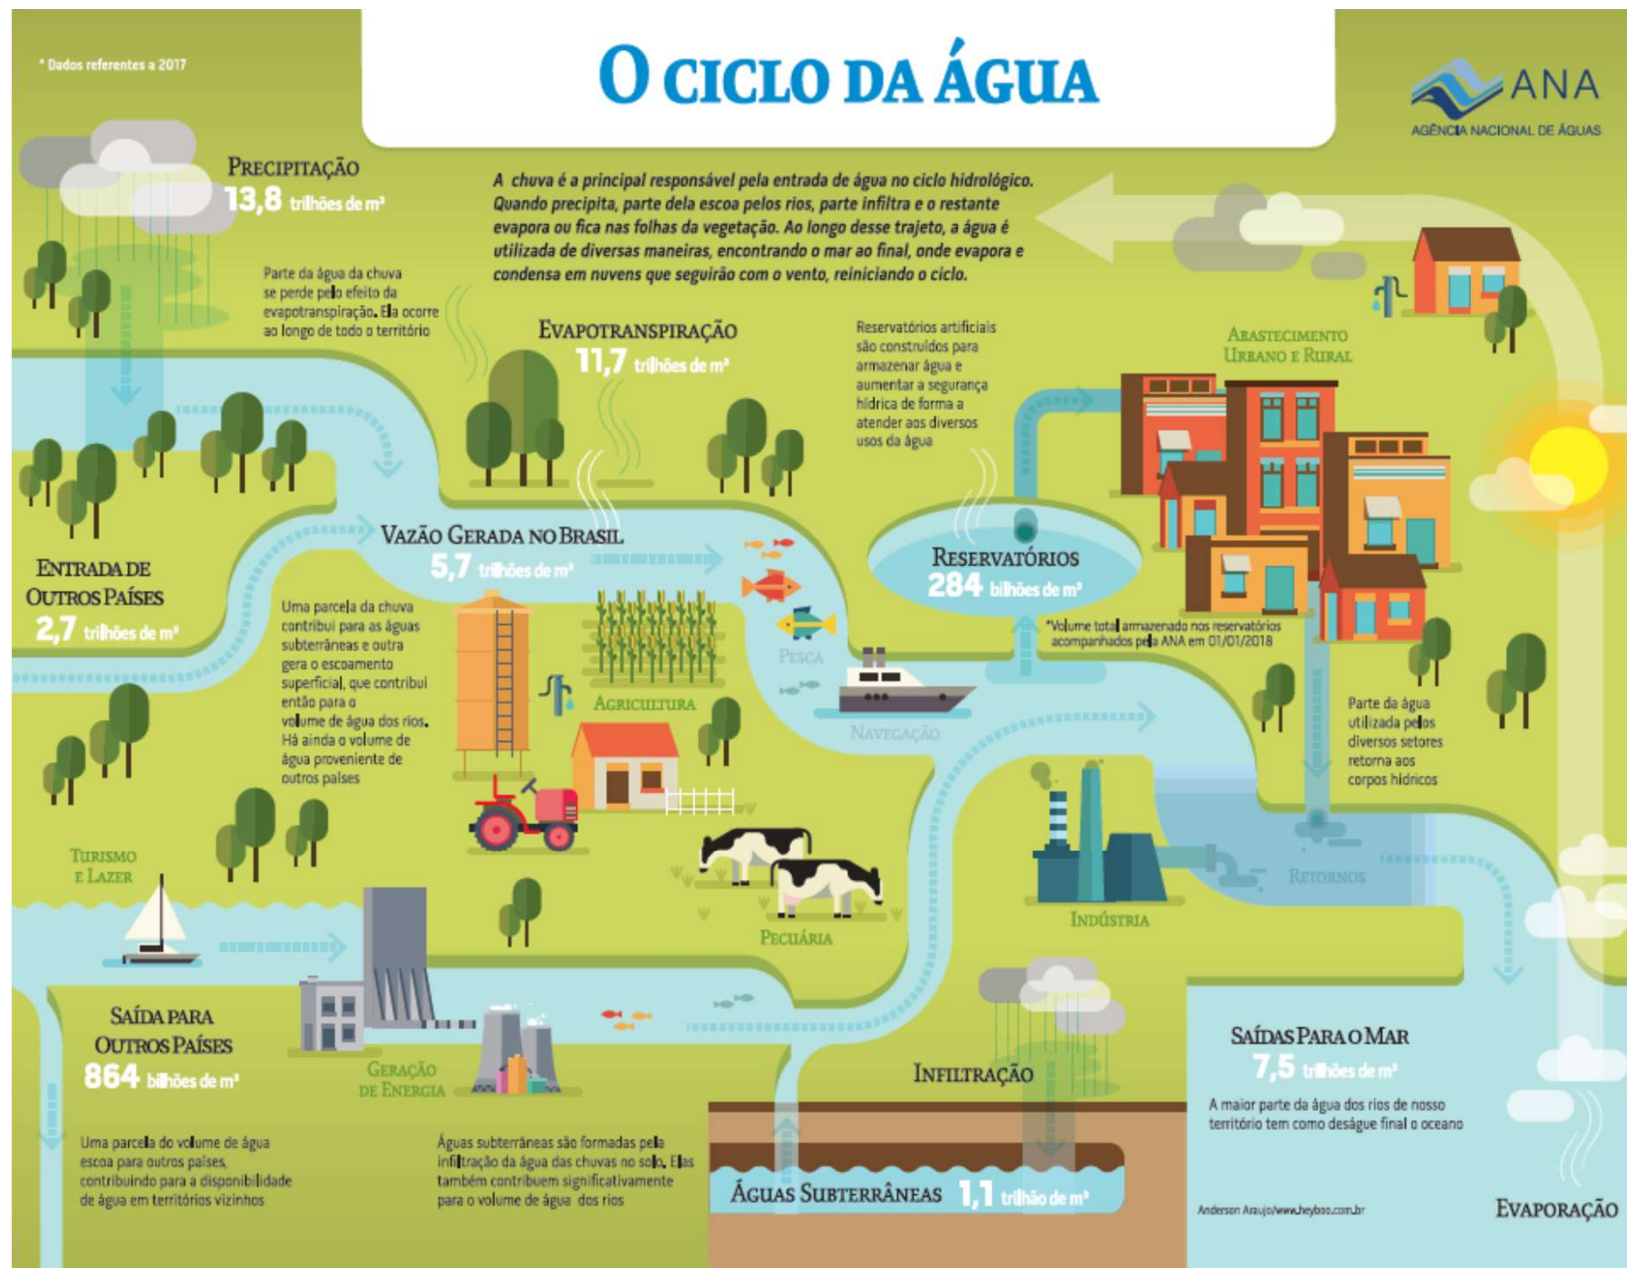 * Dados referentes a 2017
O CICLO DA ÁGUA
ANA
AGÊNCIA NACIONAL DE ÁGUAS
PRECIPITAÇÃO
13,8 trilhões de m³
A chuva é a principal responsável pela entrada de água no ciclo hidrológico.
Quando precipita, parte dela escoa pelos rios, parte infiltra e o restante
evapora ou fica nas folhas da vegetação. Ao longo desse trajeto, a água é
utilizada de diversas maneiras, encontrando o mar ao final, onde evapora e
condensa em nuvens que seguirão com o vento, reiniciando o ciclo.
Parte da água da chuva
se perde pelo efeito da
evapotranspiração. Ela ocorre
ao longo de todo o território
EVAPOTRANSPIRAÇÃO
11,7 trilhões de m³
Reservatórios artificiais
são construídos para
armazenar água e
aumentar a segurança
hídrica de forma a
atender aos diversos
usos da água
ABASTECIMENTO
URBANO E RURAL
VAZÃO GERADA NO BRASIL
5,7 trilhões de m³
ENTRADA DE
OUTROS PAÍSES
2,7 trilhões de m³
RESERVATÓRIOS
284 bilhões de m³
*Volume total armazenado nos reservatórios
acompanhados pela ANA em 01/01/2018
Uma parcela da chuva
contribui para as águas
subterrâneas e outra
gera o escoamento
superficial, que contribui
então para o
volume de água dos rios.
Há ainda o volume de
água proveniente de
outros países
AGRICULTURA
PESCA
NAVEGAÇÃO
Parte da água
utilizada pelos
diversos setores
retorna aos
corpos hídricos
TURISMO
E LAZER
PECUÁRIA
INDÚSTRIA
RETORNOS
SAÍDA PARA
OUTROS PAÍSES
864 bilhões de m³
GERAÇÃO
DE ENERGIA
INFILTRAÇÃO
SAÍDAS PARA O MAR
7,5 trilhões de m³
A maior parte da água dos rios de nosso
território tem como deságue final o oceano
Uma parcela do volume de água
escoa para outros países,
contribuindo para a disponibilidade
de água em territórios vizinhos
Águas subterrâneas são formadas pela
infiltração da água das chuvas no solo. Elas
também contribuem significativamente
para o volume de água dos rios
ÁGUAS SUBTERRÂNEAS 1,1 trilhão de m³
Anderson Araujo/www.heyboo.com.br
EVAPORAÇÃO